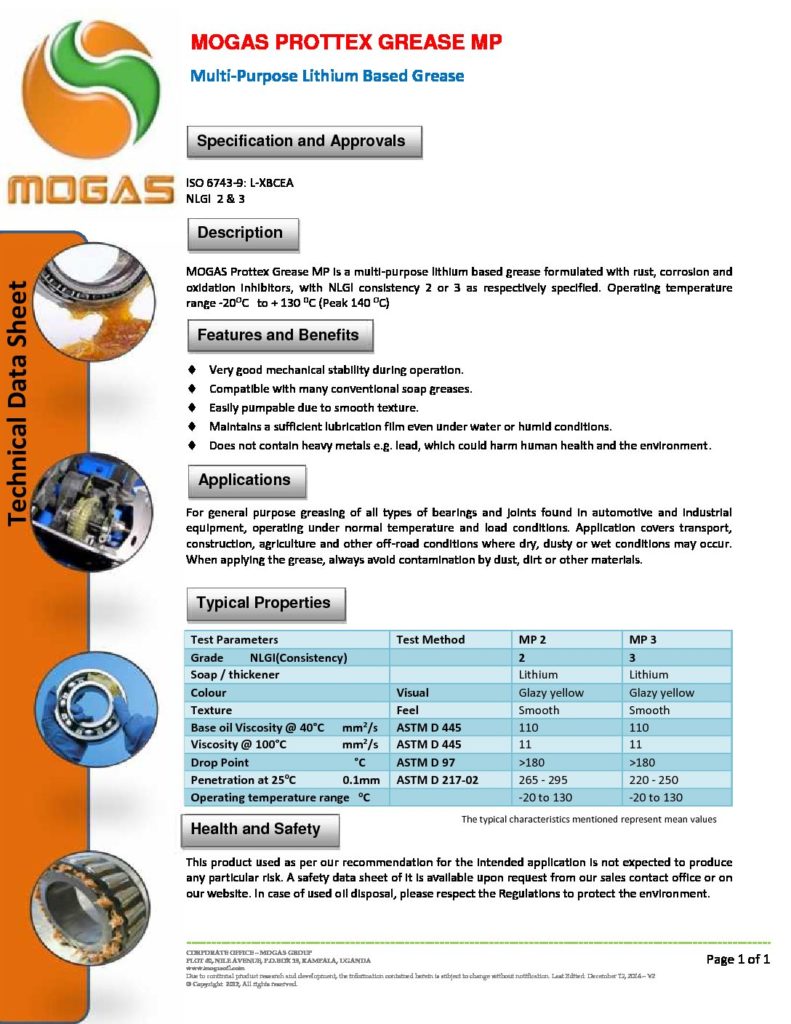 MOGAS PROTTEX GREASE MP
Multi-Purpose Lithium Based Grease
MOGAS
Technical Data Sheet
Specification and Approvals
ISO 6743-9: L-XBCEA
NLGI 2 & 3
Description
MOGAS Prottex Grease MP is a multi-purpose lithium based grease formulated with rust, corrosion and
oxidation inhibitors, with NLGI consistency 2 or 3 as respectively specified. Operating temperature
range -20⁰C to + 130 ⁰C (Peak 140 ⁰C)
Features and Benefits
♦ Very good mechanical stability during operation.
♦ Compatible with many conventional soap greases.
♦ Easily pumpable due to smooth texture.
♦ Maintains a sufficient lubrication film even under water or humid conditions.
♦ Does not contain heavy metals e.g. lead, which could harm human health and the environment.
Applications
For general purpose greasing of all types of bearings and joints found in automotive and industrial
equipment, operating under normal temperature and load conditions. Application covers transport,
construction, agriculture and other off-road conditions where dry, dusty or wet conditions may occur.
When applying the grease, always avoid contamination by dust, dirt or other materials.
Typical Properties
Test Parameters Test Method MP 2 MP 3
Grade NLGI(Consistency) 2 3
Soap / thickener Lithium Lithium
Colour Visual Glazy yellow Glazy yellow
Texture Feel Smooth Smooth
Base oil Viscosity @ 40°C mm²/s ASTM D 445 110 110
Viscosity @ 100°C mm²/s ASTM D 445 11 11
Drop Point °C ASTM D 97 >180 >180
Penetration at 25⁰C 0.1mm ASTM D 217-02 265 - 295 220 - 250
Operating temperature range ⁰C -20 to 130 -20 to 130
The typical characteristics mentioned represent mean values
Health and Safety
This product used as per our recommendation for the intended application is not expected to produce
any particular risk. A safety data sheet of it is available upon request from our sales contact office or on
our website. In case of used oil disposal, please respect the Regulations to protect the environment.
CORPORATE OFFICE – MOGAS GROUP
PLOT 40, NILE AVENUE, P.O.BOX 19, KAMPALA, UGANDA
www.mogasoil.com
Due to continual product research and development, the information contained herein is subject to change without notification. Last Edited: December 12, 2016 – V2
© Copyright 2012, All rights reserved.
Page 1 of 1